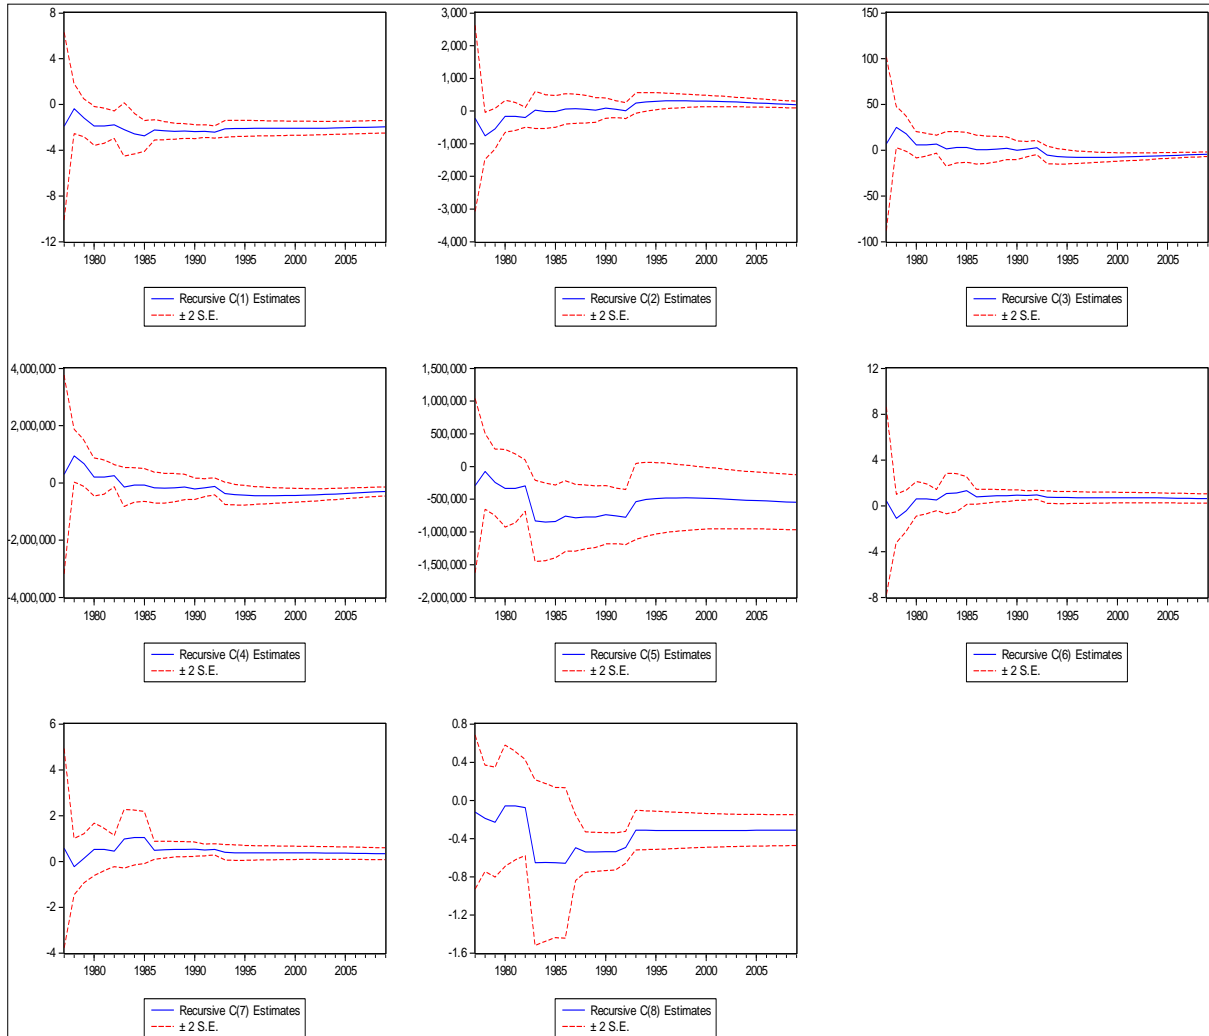 8
4
0
-4
-8
-12
1980 1985 1990 1995 2000 2005
Recursive C(1) Estimates
± 2 S.E.
3,000
2,000
1,000
0
-1,000
-2,000
-3,000
-4,000
1980 1985 1990 1995 2000 2005
Recursive C(2) Estimates
± 2 S.E.
150
100
50
0
-50
-100
1980 1985 1990 1995 2000 2005
Recursive C(3) Estimates
± 2 S.E.
4,000,000
2,000,000
0
-2,000,000
-4,000,000
1980 1985 1990 1995 2000 2005
Recursive C(4) Estimates
± 2 S.E.
1,500,000
1,000,000
500,000
0
-500,000
-1,000,000
-1,500,000
-2,000,000
1980 1985 1990 1995 2000 2005
Recursive C(5) Estimates
± 2 S.E.
12
8
4
0
-4
-8
1980 1985 1990 1995 2000 2005
Recursive C(6) Estimates
± 2 S.E.
6
4
2
0
-2
-4
1980 1985 1990 1995 2000 2005
Recursive C(7) Estimates
± 2 S.E.
0.8
0.4
0.0
-0.4
-0.8
-1.2
-1.6
1980 1985 1990 1995 2000 2005
Recursive C(8) Estimates
± 2 S.E.